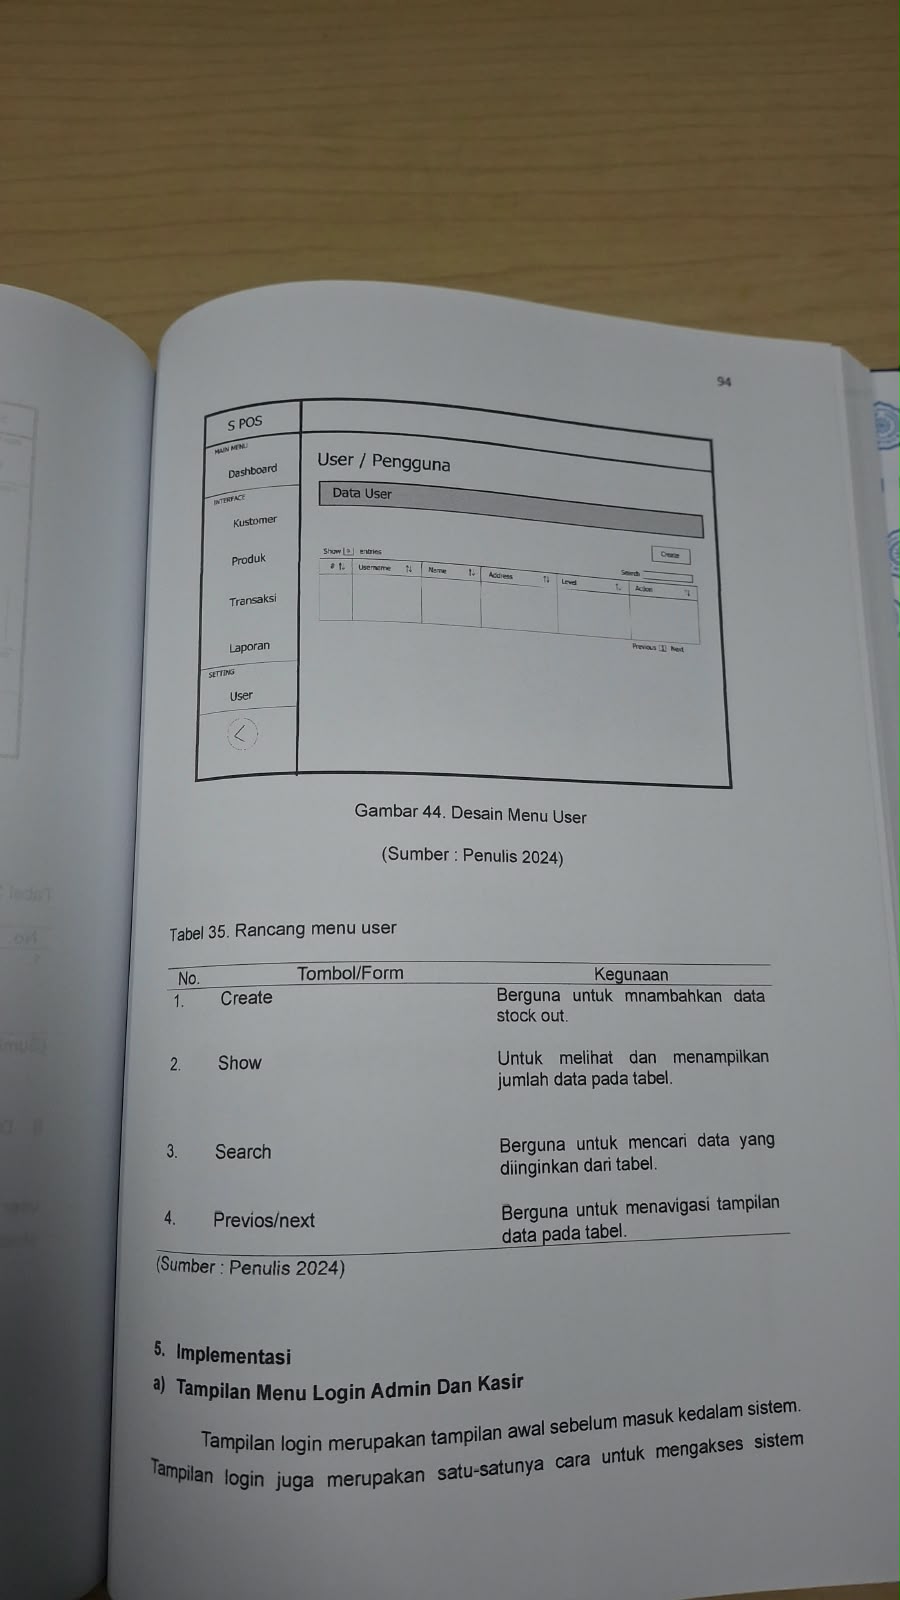 94
S POS
MAIN MENU
Dashboard
INTERFACE
Kustomer
Produk
Transaksi
Laporan
SETTING
User
<
User / Pengguna
Data User
Create
Show entries
Search
# ↑↓ Username ↑↓ Name ↑↓ Address ↑↓ Level ↑↓ Action ↑↓
Previous 1 Next
Gambar 44. Desain Menu User
(Sumber : Penulis 2024)
Tabel 35. Rancang menu user
No. Tombol/Form Kegunaan
1. Create Berguna untuk mnambahkan data
stock out.
2. Show Untuk melihat dan menampilkan
jumlah data pada tabel.
3. Search Berguna untuk mencari data yang
diinginkan dari tabel.
4. Previos/next Berguna untuk menavigasi tampilan
data pada tabel.
(Sumber : Penulis 2024)
5. Implementasi
a) Tampilan Menu Login Admin Dan Kasir
Tampilan login merupakan tampilan awal sebelum masuk kedalam sistem.
Tampilan login juga merupakan satu-satunya cara untuk mengakses sistem